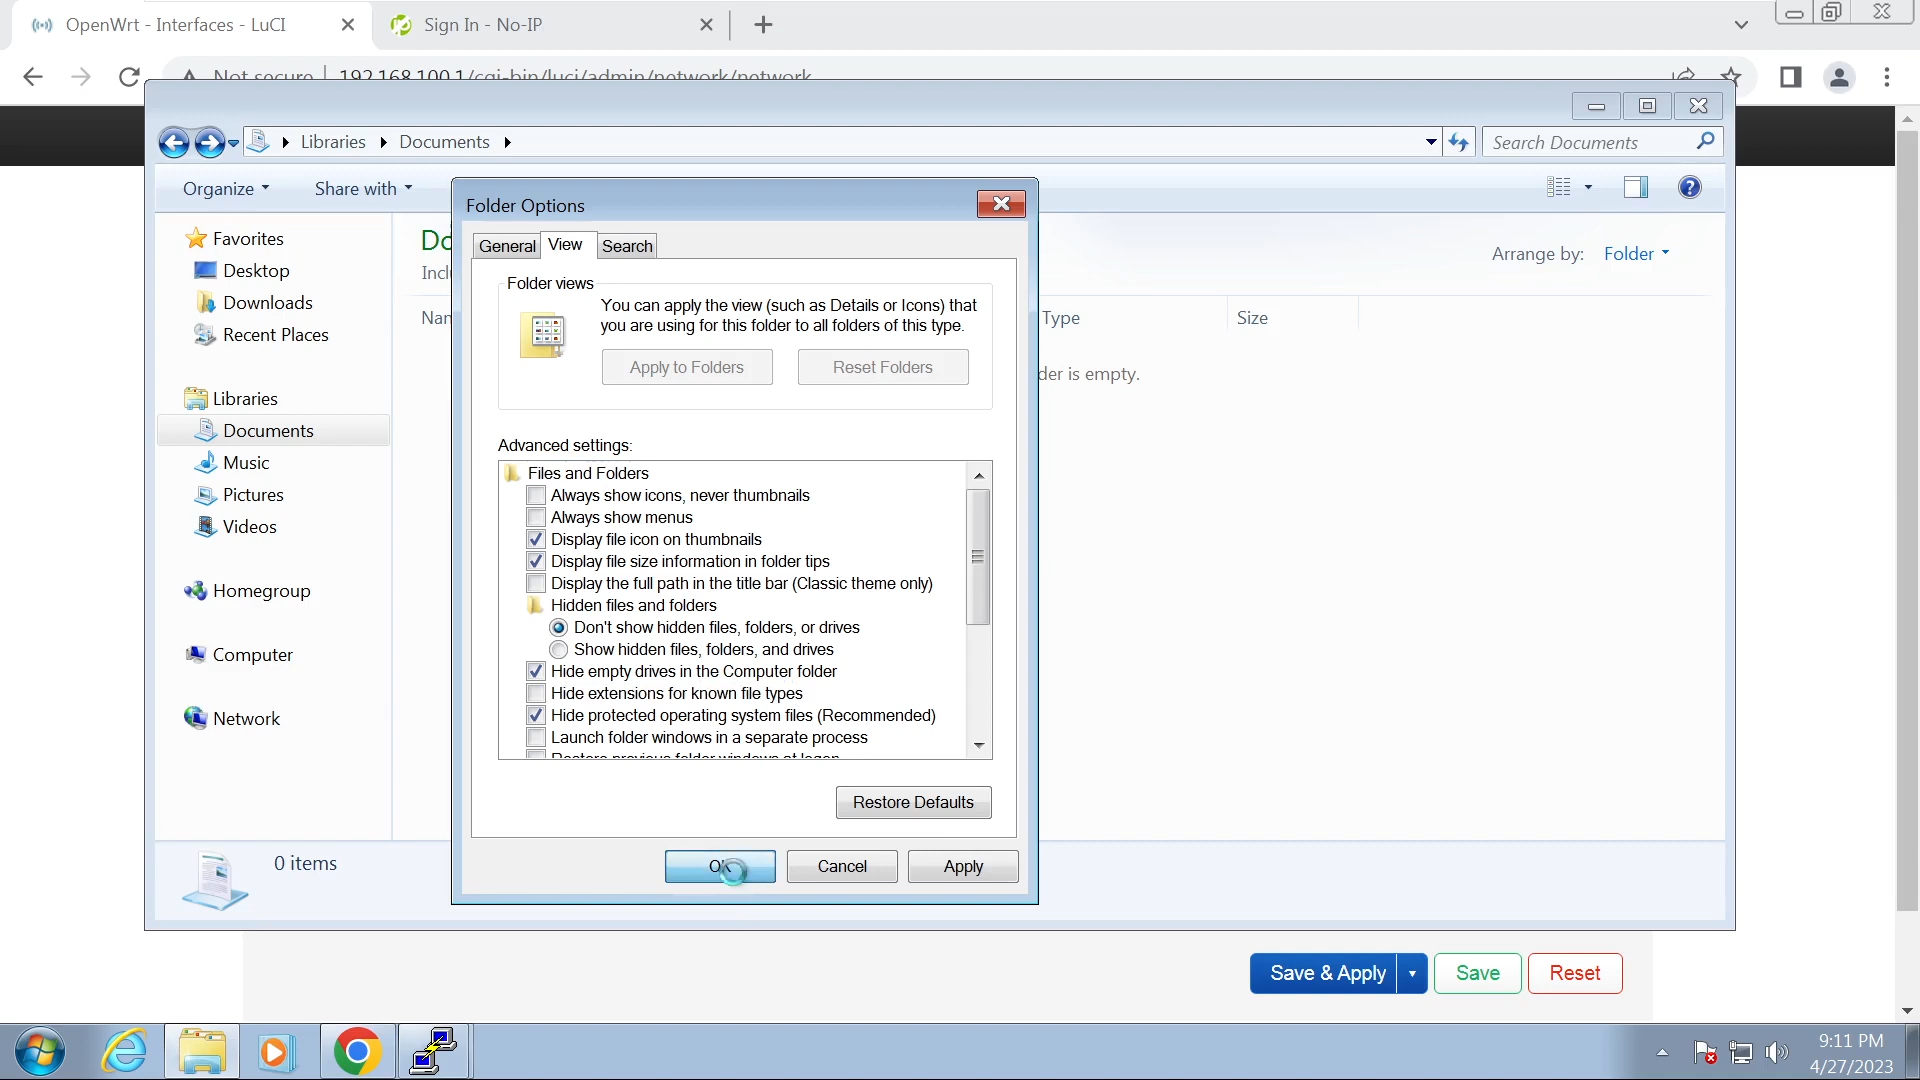 OpenWrt - Interfaces - LuCI
Sign In - No-IP
Not secure
192.168.100.1/cgi-bin/luci/admin/network/network
Libraries
Documents
Search Documents
Organize
Share with
Folder Options
General
View
Search
Favorites
Desktop
Downloads
Recent Places
Libraries
Documents
Music
Pictures
Videos
Homegroup
Computer
Network
Arrange by:
Folder
Type
Size
der is empty.
Folder views
You can apply the view (such as Details or Icons) that
you are using for this folder to all folders of this type.
Apply to Folders
Reset Folders
Advanced settings:
Files and Folders
Always show icons, never thumbnails
Always show menus
Display file icon on thumbnails
Display file size information in folder tips
Display the full path in the title bar (Classic theme only)
Hidden files and folders
Don't show hidden files, folders, or drives
Show hidden files, folders, and drives
Hide empty drives in the Computer folder
Hide extensions for known file types
Hide protected operating system files (Recommended)
Launch folder windows in a separate process
Restore previous folder windows at logon
Restore Defaults
OK
Cancel
Apply
0 items
Save & Apply
Save
Reset
9:11 PM
4/27/2023